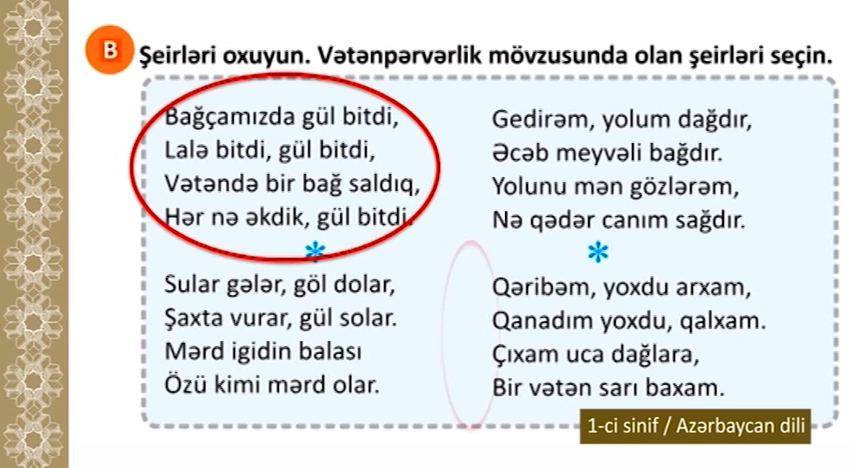 B Şeirləri oxuyun. Vətənpərvərlik mövzusunda olan şeirləri seçin.
Bağçamızda gül bitdi,
Lalə bitdi, gül bitdi,
Vətəndə bir bağ saldıq,
Hər nə əkdik, gül bitdi.
*
Sular gələr, göl dolar,
Şaxta vurar, gül solar.
Mərd igidin balası
Özü kimi mərd olar.
Gedirəm, yolum dağdır,
Əcəb meyvəli bağdır.
Yolunu mən gözlərəm,
Nə qədər canım sağdır.
*
Qəribəm, yoxdu arxam,
Qanadım yoxdu, qalxam.
Çıxam uca dağlara,
Bir vətən sarı baxam.
1-ci sinif / Azərbaycan dili